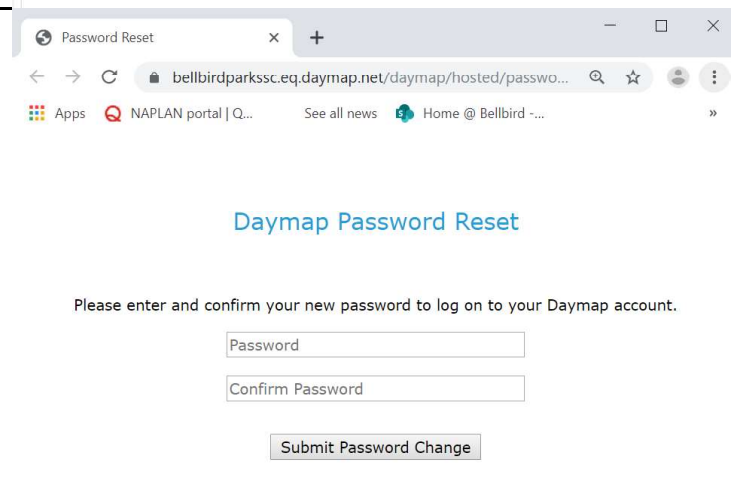 Password Reset
bellbirdparkssc.eq.daymap.net/daymap/hosted/passwo...
Apps NAPLAN portal | Q... See all news Home @ Bellbird -...
Daymap Password Reset
Please enter and confirm your new password to log on to your Daymap account.
Password
Confirm Password
Submit Password Change